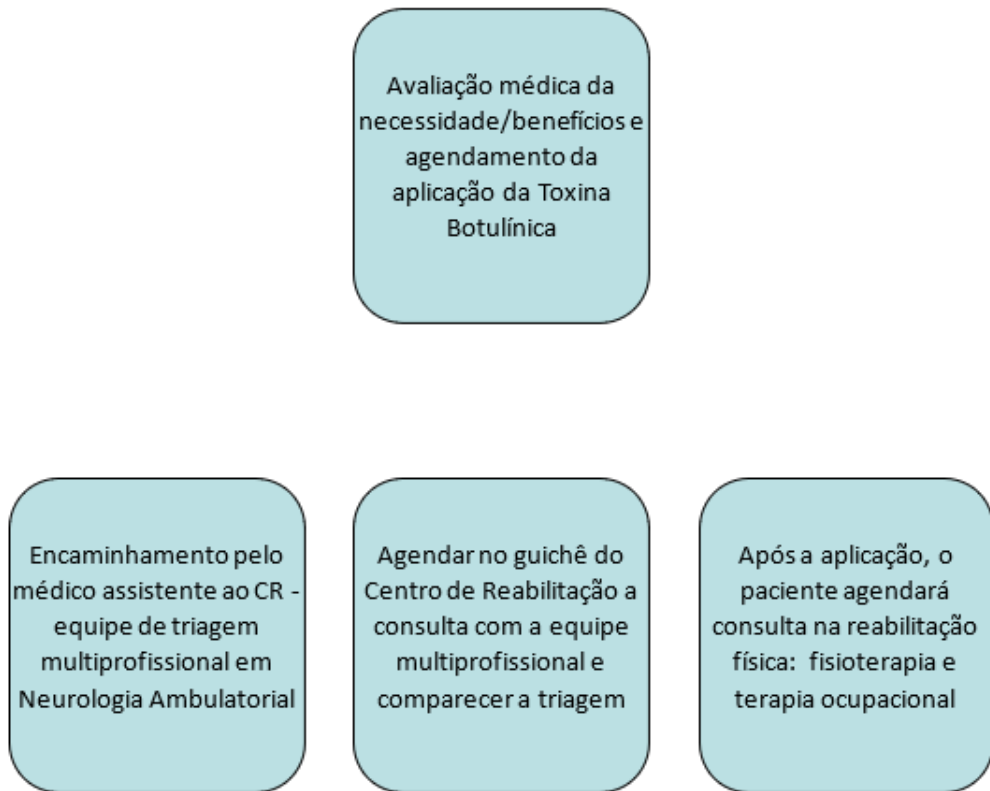 Avaliação médica da
necessidade/benefícios e
agendamento da
aplicação da Toxina
Botulínica
Encaminhamento pelo
médico assistente ao CR -
equipe de triagem
multiprofissional em
Neurologia Ambulatorial
Agendar no guichê do
Centro de Reabilitação a
consulta com a equipe
multiprofissional e
comparecer a triagem
Após a aplicação, o
paciente agendará
consulta na reabilitação
física: fisioterapia e
terapia ocupacional